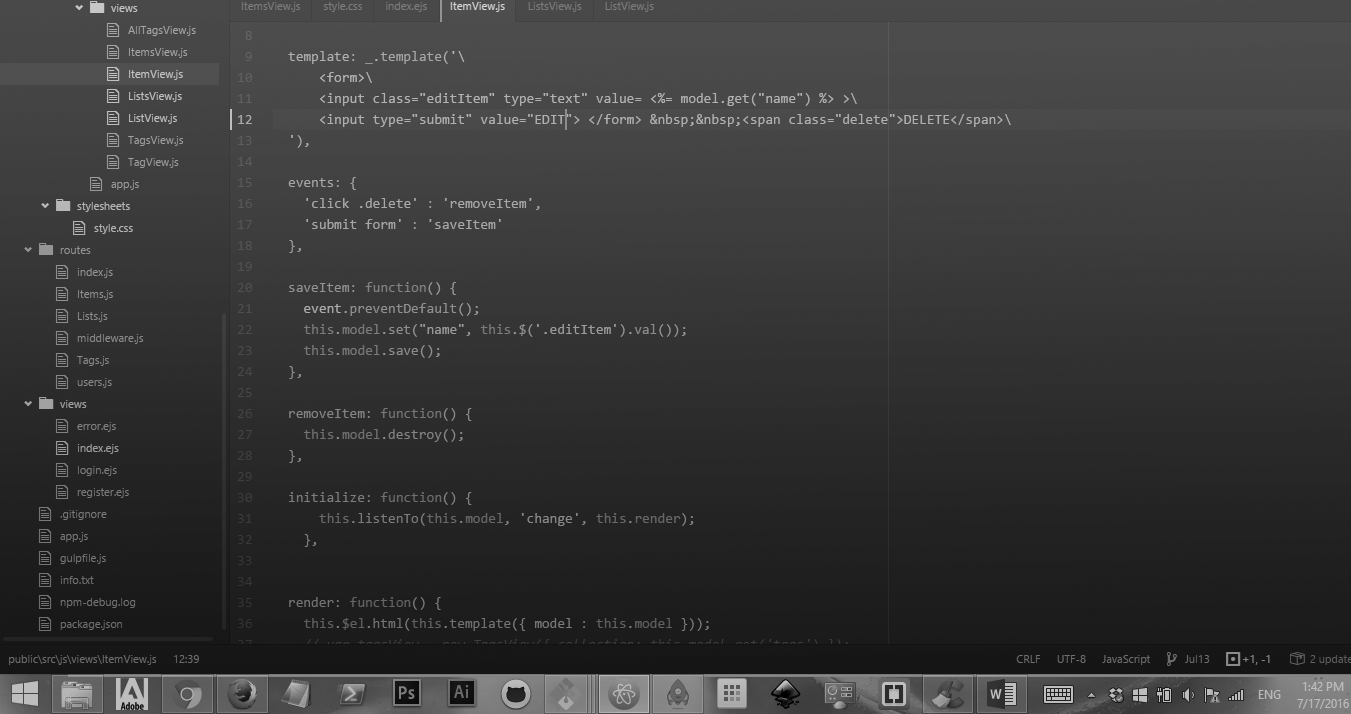 views
AllTagsView.js
ItemsView.js
ItemView.js
ListsView.js
ListView.js
TagsView.js
TagView.js
app.js
stylesheets
style.css
routes
index.js
Items.js
Lists.js
middleware.js
Tags.js
users.js
views
error.ejs
index.ejs
login.ejs
register.ejs
.gitignore
app.js
gulpfile.js
info.txt
npm-debug.log
package.json
ItemsView.js style.css index.ejs ItemView.js ListsView.js ListView.js
8
9 template: _.template('\
10 <form>\
11 <input class="editItem" type="text" value= <%= model.get("name") %> >\
12 <input type="submit" value="EDIT"> </form> &nbsp;&nbsp;<span class="delete">DELETE</span>\
13 '),
14
15 events: {
16 'click .delete' : 'removeItem',
17 'submit form' : 'saveItem'
18 },
19
20 saveItem: function() {
21 event.preventDefault();
22 this.model.set("name", this.$('.editItem').val());
23 this.model.save();
24 },
25
26 removeItem: function() {
27 this.model.destroy();
28 },
29
30 initialize: function() {
31 this.listenTo(this.model, 'change', this.render);
32 },
33
34
35 render: function() {
36 this.$el.html(this.template({ model : this.model }));
37 // var tagsView = new TagsView({ collection: this.model.get('tags') });
public\src\js\views\ItemView.js 12:39 CRLF UTF-8 JavaScript Jul13 +1, -1 2 update
Adobe Ps Ai W ENG 1:42 PM
7/17/2016